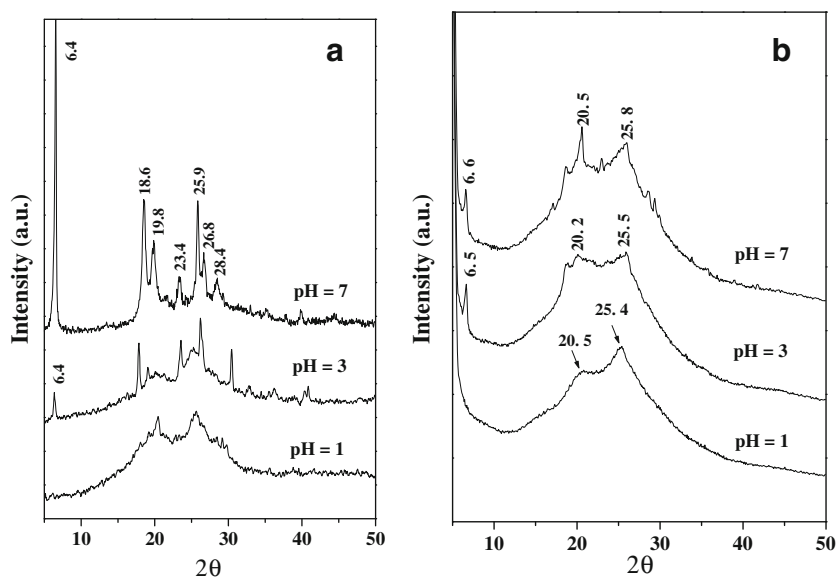 a
6.4
18.6
19.8
23.4
25.9
26.8
28.4
pH = 7
6.4
pH = 3
pH = 1
Intensity (a.u.)
10 20 30 40 50
2θ
b
6. 6
20. 5
25. 8
pH = 7
6. 5
20. 2
25. 5
pH = 3
20. 5
25. 4
pH = 1
Intensity (a.u.)
10 20 30 40 50
2θ